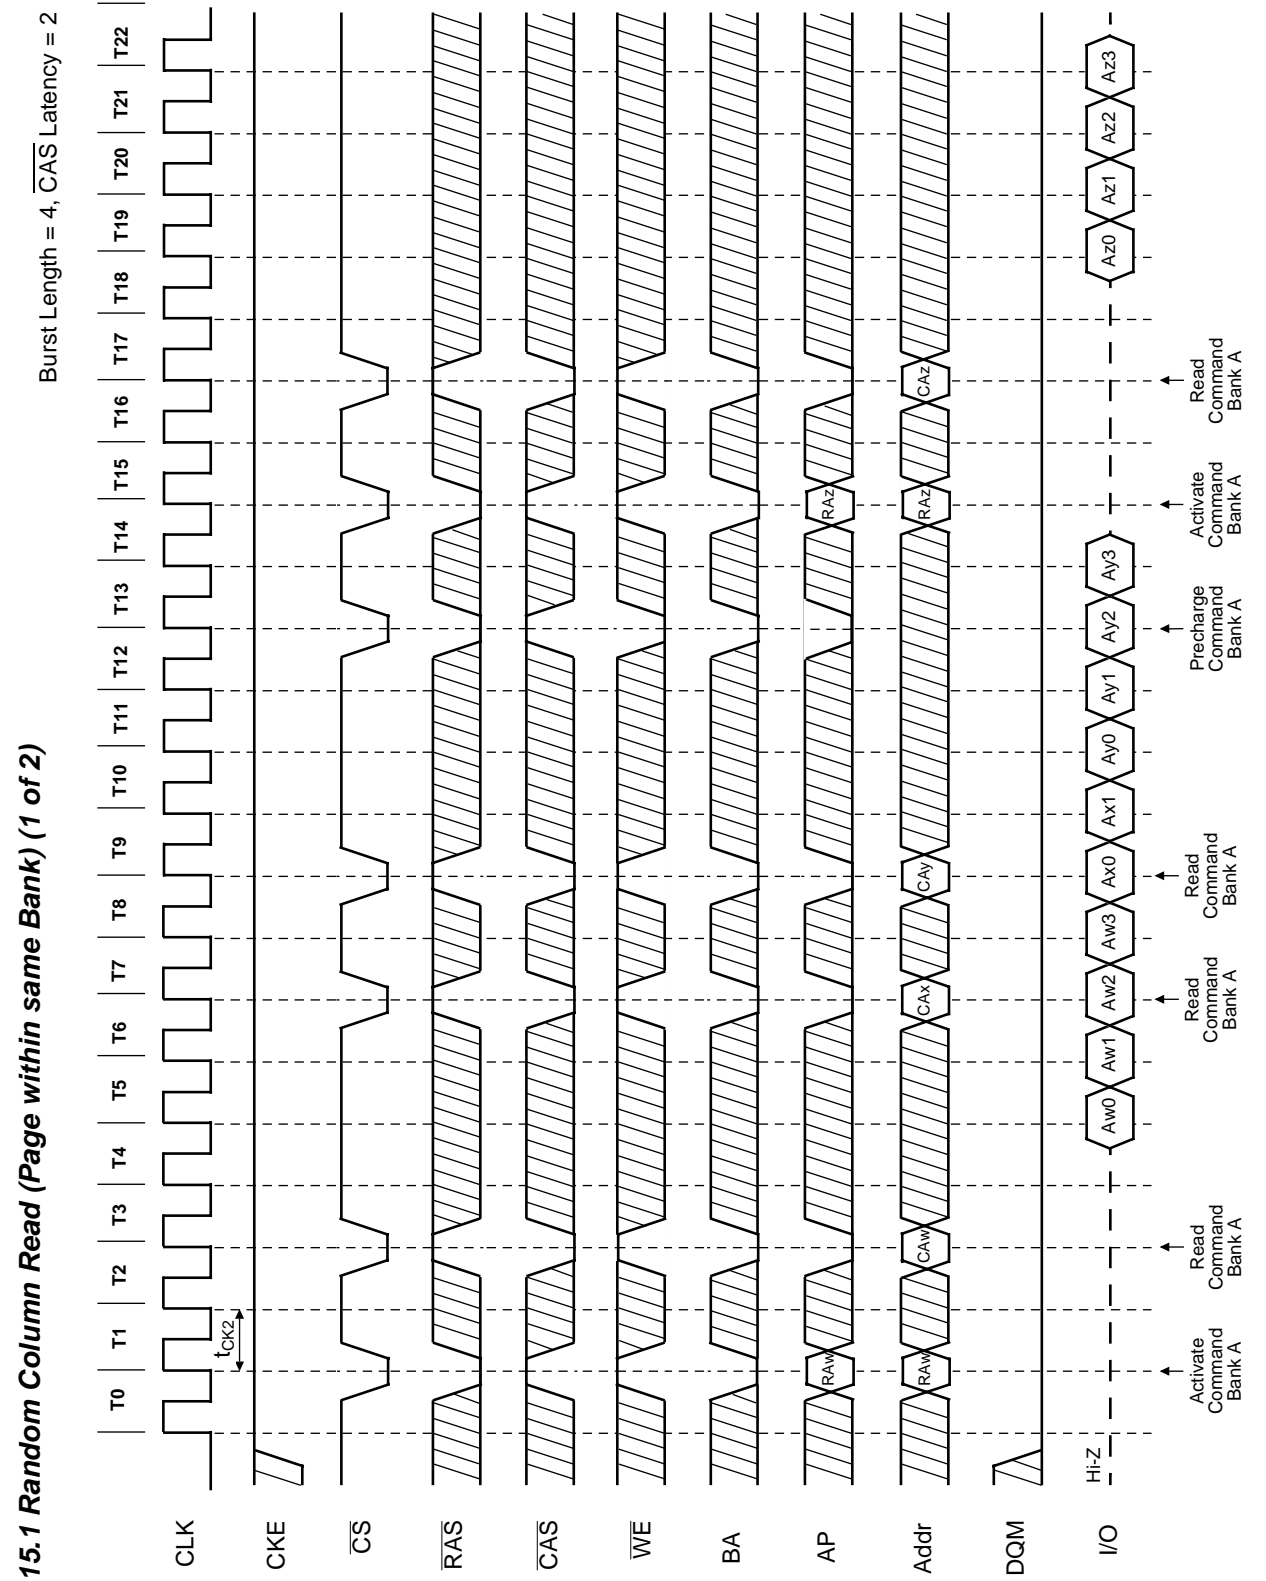 15.1 Random Column Read (Page within same Bank) (1 of 2)
Burst Length = 4, CAS Latency = 2
T0 T1 T2 T3 T4 T5 T6 T7 T8 T9 T10 T11 T12 T13 T14 T15 T16 T17 T18 T19 T20 T21 T22
CLK
tCK2
CKE
CS
RAS
CAS
WE
BA
AP
RAw RAz
Addr
RAw CAw CAx CAy RAz CAz
DQM
I/O
Hi-Z
Aw0 Aw1 Aw2 Aw3 Ax0 Ax1 Ay0 Ay1 Ay2 Ay3 Az0 Az1 Az2 Az3
Activate
Command
Bank A
Read
Command
Bank A
Read
Command
Bank A
Read
Command
Bank A
Precharge
Command
Bank A
Activate
Command
Bank A
Read
Command
Bank A